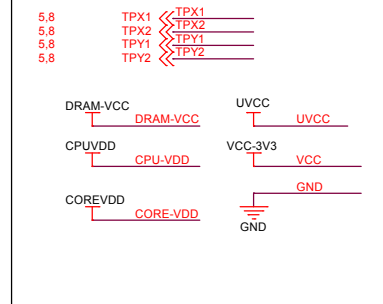 5,8 TPX1 TPX1
5,8 TPX2 TPX2
5,8 TPY1 TPY1
5,8 TPY2 TPY2
DRAM-VCC UVCC
DRAM-VCC UVCC
CPUVDD VCC-3V3
CPU-VDD VCC
GND
COREVDD
CORE-VDD
GND